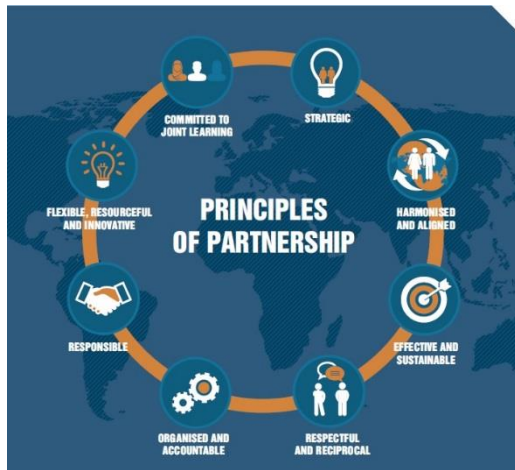 PRINCIPLES
OF PARTNERSHIP
STRATEGIC
HARMONISED
AND ALIGNED
EFFECTIVE AND
SUSTAINABLE
RESPECTFUL
AND RECIPROCAL
ORGANISED AND
ACCOUNTABLE
RESPONSIBLE
FLEXIBLE, RESOURCEFUL
AND INNOVATIVE
COMMITTED TO
JOINT LEARNING